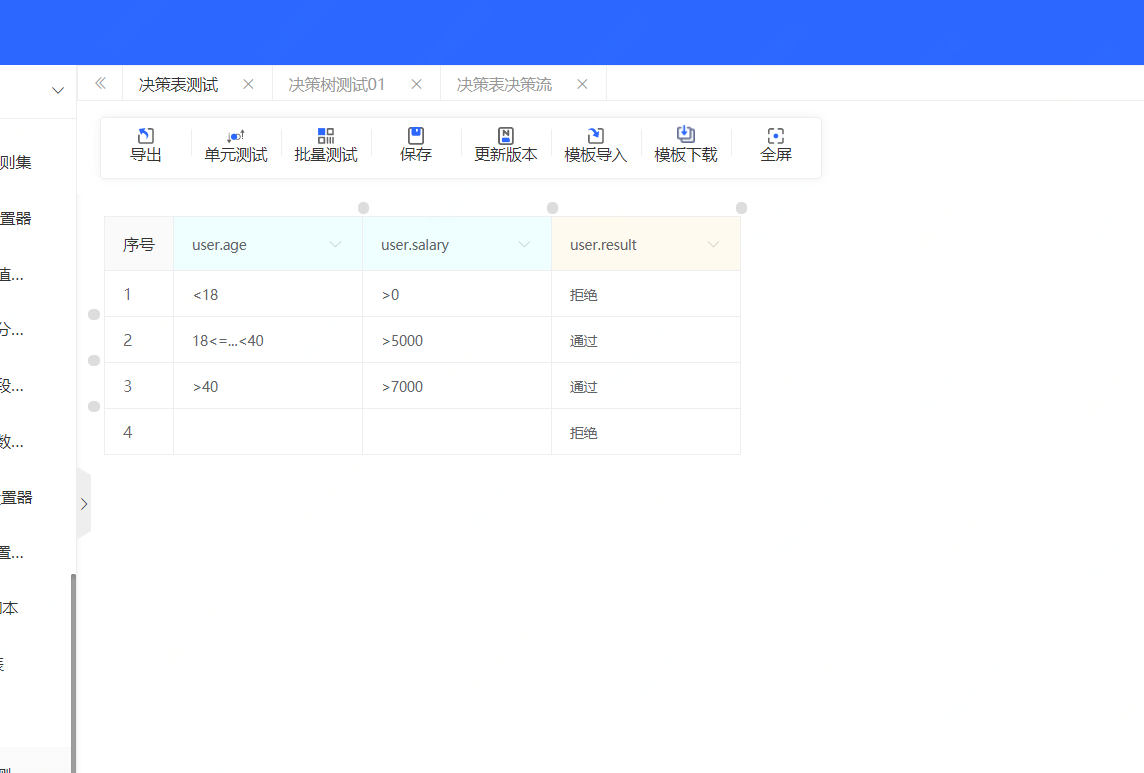 决策表测试 决策树测试01 决策表决策流
导出 单元测试 批量测试 保存 更新版本 模板导入 模板下载 全屏
则集
置器
值...
分...
段...
数...
置器
置...
本
序号 user.age user.salary user.result
1 <18 >0 拒绝
2 18<=...<40 >5000 通过
3 >40 >7000 通过
4 拒绝